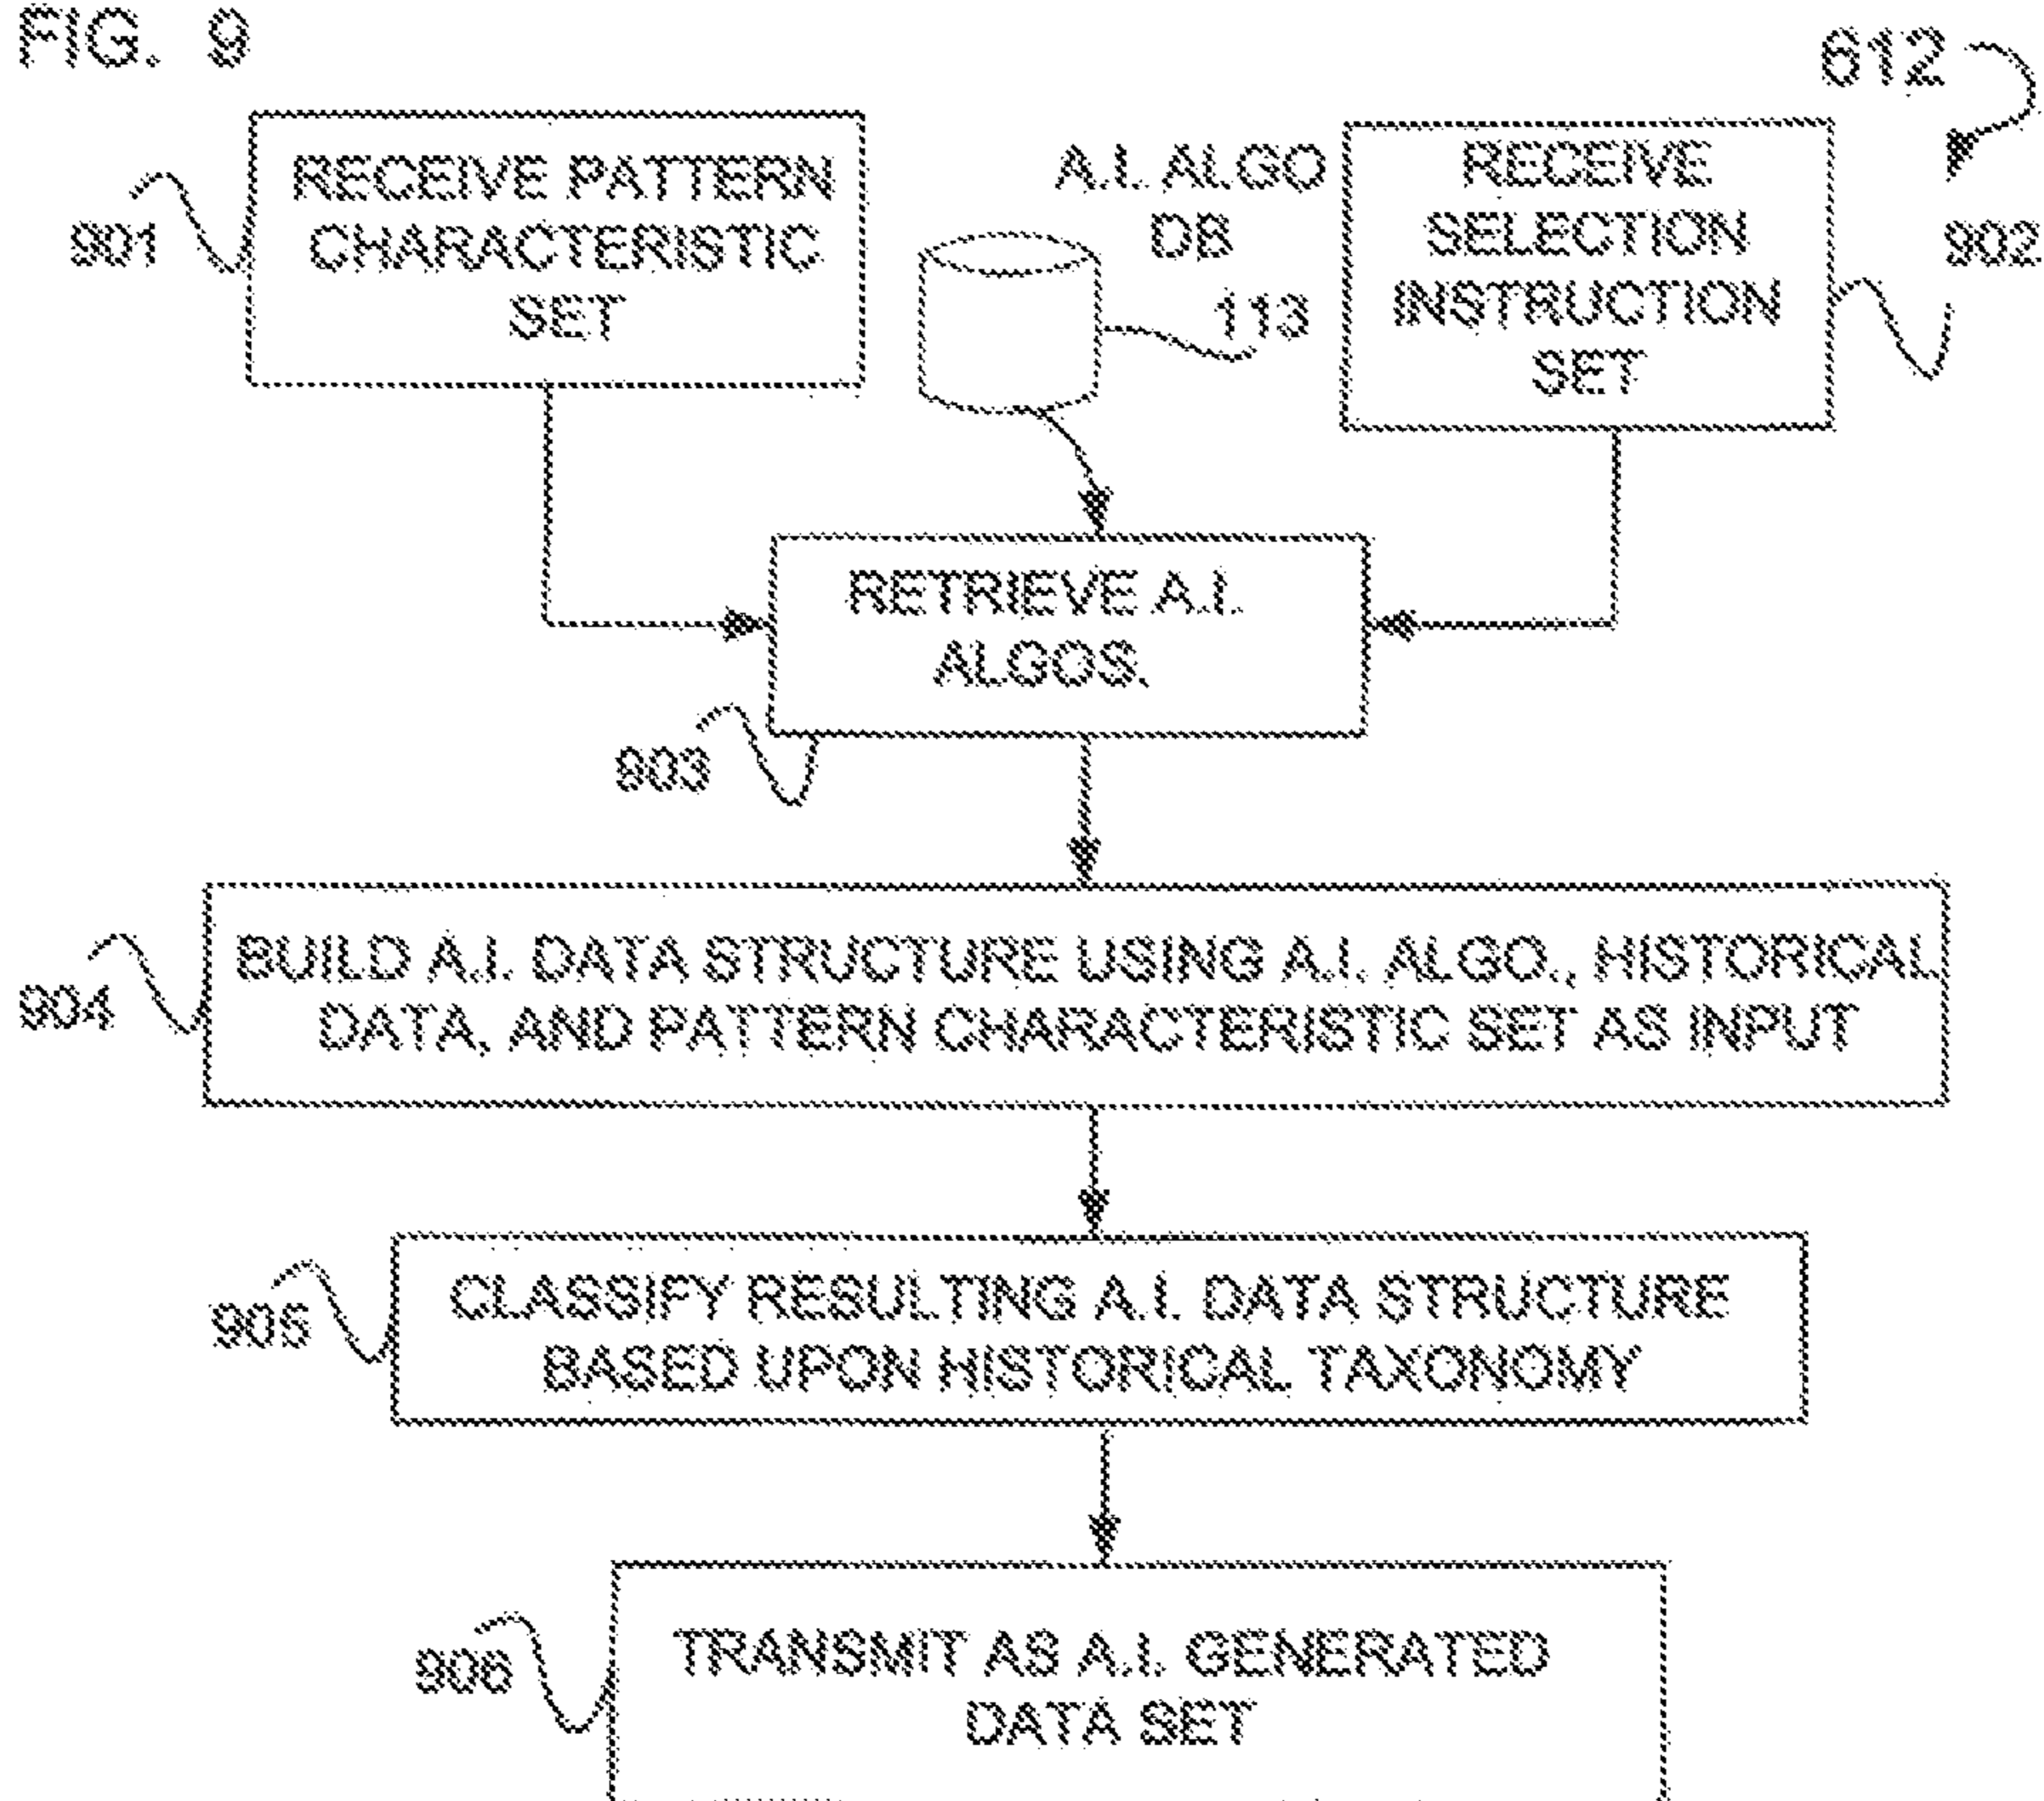 FIG. 9
612
901
RECEIVE PATTERN
CHARACTERISTIC
SET
A.I. ALGO
DB
113
RECEIVE
SELECTION
INSTRUCTION
SET
902
RETRIEVE A.I.
ALGOS.
903
904
BUILD A.I. DATA STRUCTURE USING A.I. ALGO., HISTORICAL
DATA, AND PATTERN CHARACTERISTIC SET AS INPUT
905
CLASSIFY RESULTING A.I. DATA STRUCTURE
BASED UPON HISTORICAL TAXONOMY
906
TRANSMIT AS A.I. GENERATED
DATA SET